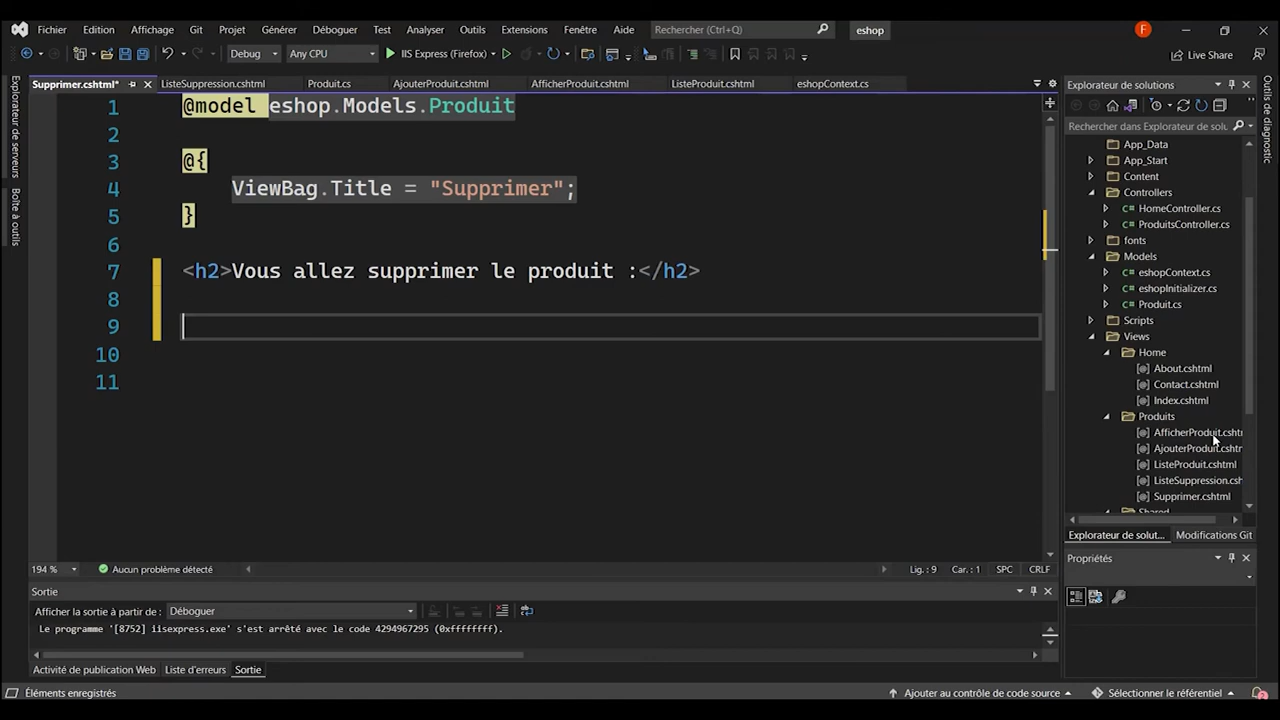 Fichier Edition Affichage Git Projet Générer Déboguer Test Analyser Outils Extensions Fenêtre Aide Rechercher (Ctrl+Q) eshop F
Debug Any CPU IIS Express (Firefox) Live Share
Explorateur de serveurs
Boîte à outils
Supprimer.cshtml* ListeSuppression.cshtml Produit.cs AjouterProduit.cshtml AfficherProduit.cshtml ListeProduit.cshtml eshopContext.cs
1 @model eshop.Models.Produit
2
3 @{
4 ViewBag.Title = "Supprimer";
5 }
6
7 <h2>Vous allez supprimer le produit :</h2>
8
9
10
11
194 % Aucun problème détecté Lig. : 9 Car. : 1 SPC CRLF
Sortie
Afficher la sortie à partir de : Déboguer
Le programme '[8752] iisexpress.exe' s'est arrêté avec le code 4294967295 (0xffffffff).
Activité de publication Web Liste d'erreurs Sortie
Éléments enregistrés Ajouter au contrôle de code source Sélectionner le référentiel 2
Explorateur de solutions
Rechercher dans Explorateur de solu
App_Data
App_Start
Content
Controllers
HomeController.cs
ProduitsController.cs
fonts
Models
eshopContext.cs
eshopInitializer.cs
Produit.cs
Scripts
Views
Home
About.cshtml
Contact.cshtml
Index.cshtml
Produits
AfficherProduit.csht
AjouterProduit.cshtr
ListeProduit.cshtml
ListeSuppression.csh
Supprimer.cshtml
Shared
Explorateur de solut... Modifications Git
Propriétés
Outils de diagnostic